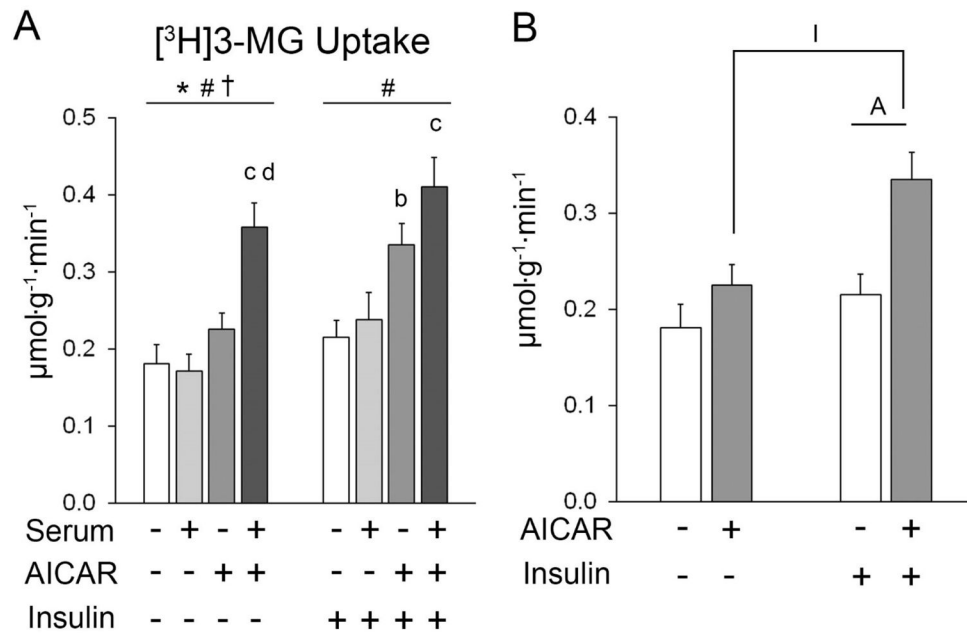 A
[³H]3-MG Uptake
* # †
#
µmol·g⁻¹·min⁻¹
0.5
0.4
0.3
0.2
0.1
0.0
c d
b
c
Serum - + - + - + - +
AICAR - - + + - - + +
Insulin - - - - + + + +
B
I
A
µmol·g⁻¹·min⁻¹
0.4
0.3
0.2
0.1
0.0
AICAR - + - +
Insulin - - + +